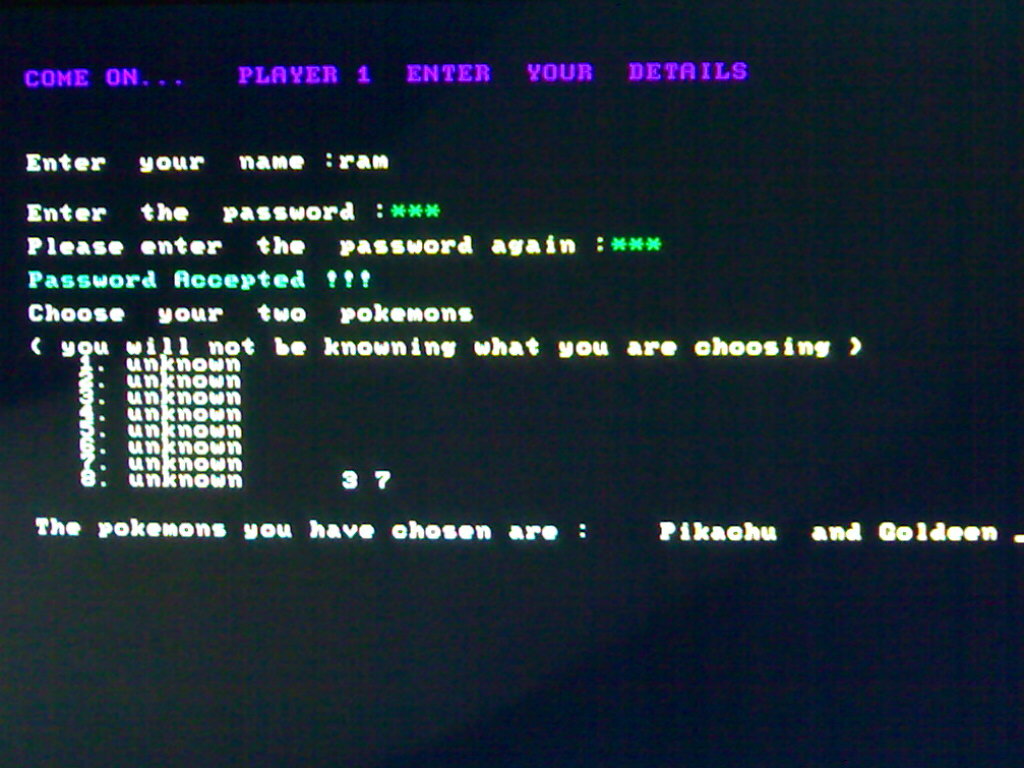 COME ON... PLAYER 1 ENTER YOUR DETAILS
Enter your name :ram
Enter the password :***
Please enter the password again :***
Password Accepted !!!
Choose your two pokemons
( you will not be knowning what you are choosing )
1. unknown
2. unknown
3. unknown
4. unknown
5. unknown
6. unknown
7. unknown
8. unknown 3 7
The pokemons you have chosen are : Pikachu and Goldeen _